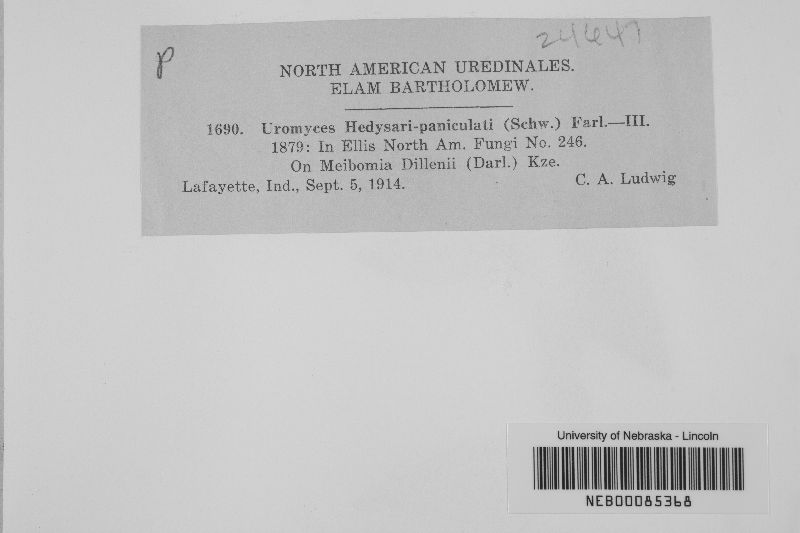 24647
P
NORTH AMERICAN UREDINALES.
ELAM BARTHOLOMEW.
1690. Uromyces Hedysari-paniculati (Schw.) Farl.—III.
1879: In Ellis North Am. Fungi No. 246.
On Meibomia Dillenii (Darl.) Kze.
Lafayette, Ind., Sept. 5, 1914. C. A. Ludwig
University of Nebraska - Lincoln
NEB00085368